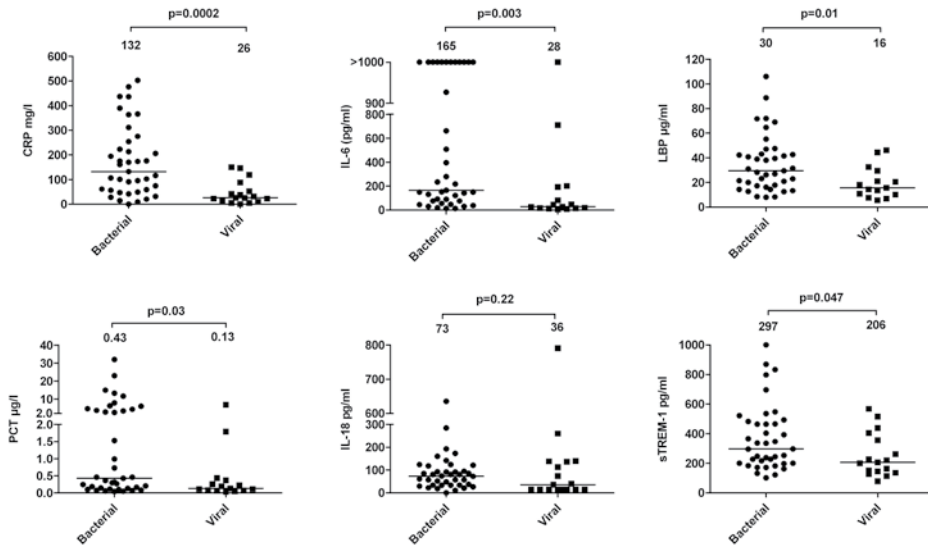 p=0.0002
132
26
600
500
400
300
200
100
0
CRP mg/l
Bacterial
Viral
p=0.003
165
28
>1000
900
800
600
400
200
0
IL-6 (pg/ml)
Bacterial
Viral
p=0.01
30
16
120
100
80
60
40
20
0
LBP µg/ml
Bacterial
Viral
p=0.03
0.43
0.13
40
30
20
10
2.0
2.0
1.5
1.0
0.5
0.0
PCT µg/l
Bacterial
Viral
p=0.22
73
36
800
700
600
300
200
100
0
IL-18 pg/ml
Bacterial
Viral
p=0.047
297
206
1000
800
600
400
200
0
sTREM-1 pg/ml
Bacterial
Viral